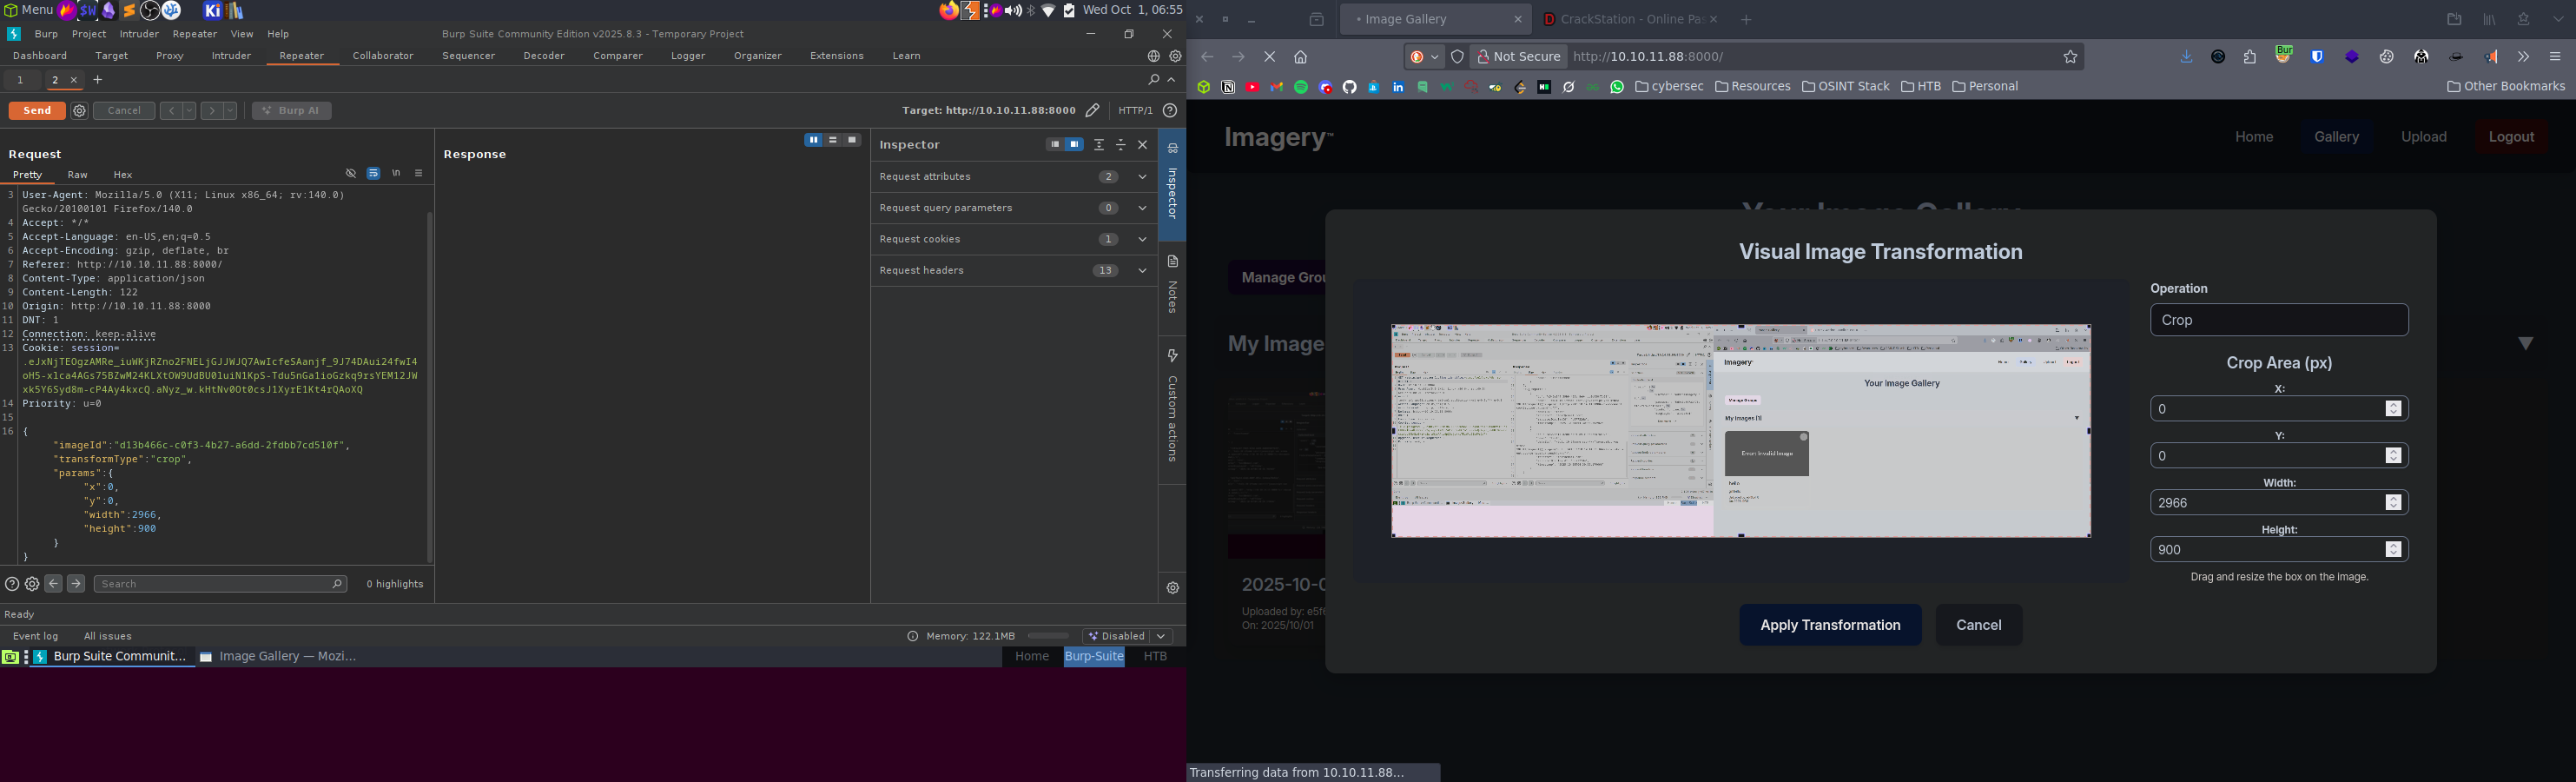 Menu
Ki
Wed Oct 1, 06:55
Burp Project Intruder Repeater View Help
Burp Suite Community Edition v2025.8.3 - Temporary Project
Dashboard Target Proxy Intruder Repeater Collaborator Sequencer Decoder Comparer Logger Organizer Extensions Learn
1 2 × +
Send Cancel < > Burp AI
Target: http://10.10.11.88:8000 HTTP/1
Request
Pretty Raw Hex
\n
3 User-Agent: Mozilla/5.0 (X11; Linux x86_64; rv:140.0)
Gecko/20100101 Firefox/140.0
4 Accept: */*
5 Accept-Language: en-US,en;q=0.5
6 Accept-Encoding: gzip, deflate, br
7 Referer: http://10.10.11.88:8000/
8 Content-Type: application/json
9 Content-Length: 122
10 Origin: http://10.10.11.88:8000
11 DNT: 1
12 Connection: keep-alive
13 Cookie: session=
14 Priority: u=0
15
16 {
"imageId":"d13b466c-c0f3-4b27-a6dd-2fdbb7cd510f",
"transformType":"crop",
"params":{
"x":0,
"y":0,
"width":2966,
"height":900
}
}
Search
0 highlights
Response
Inspector
Request attributes 2
Request query parameters 0
Request cookies 1
Request headers 13
Inspector
Notes
Custom actions
Ready
Event log All issues
Memory: 122.1MB
Disabled
Burp Suite Communit...
Image Gallery — Mozi...
Home Burp-Suite HTB
Image Gallery ×
CrackStation - Online Pas ×
Not Secure http://10.10.11.88:8000/
Bur
cybersec Resources OSINT Stack HTB Personal
Other Bookmarks
Imagery™
Home Gallery Upload Logout
Your Image Gallery
Manage Grou
My Image
2025-10-0
Uploaded by: e5f6
On: 2025/10/01
Visual Image Transformation
Imagery
Your Image Gallery
Manage Groups
My Images (1)
Error: Invalid Image
hello
Operation
Crop
Crop Area (px)
X:
0
Y:
0
Width:
2966
Height:
900
Drag and resize the box on the image.
Apply Transformation
Cancel
Transferring data from 10.10.11.88...